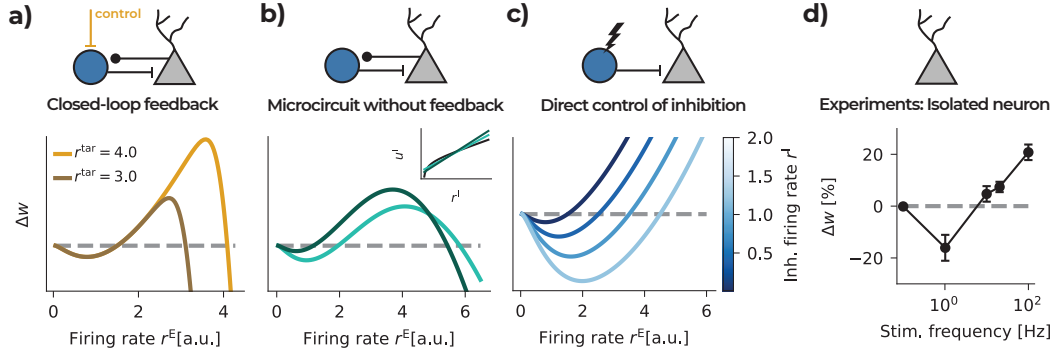 a)
control
Closed-loop feedback
r^tar = 4.0
r^tar = 3.0
Δw
0 2 4
Firing rate r^E [a.u.]
b)
Microcircuit without feedback
u^I
r^I
0 2 4 6
Firing rate r^E [a.u.]
c)
Direct control of inhibition
0 2 4 6
Firing rate r^E [a.u.]
2.0
1.5
1.0
0.5
Inh. firing rate r^I
d)
Experiments: Isolated neuron
Δw [%]
20
0
−20
10^0 10^2
Stim. frequency [Hz]